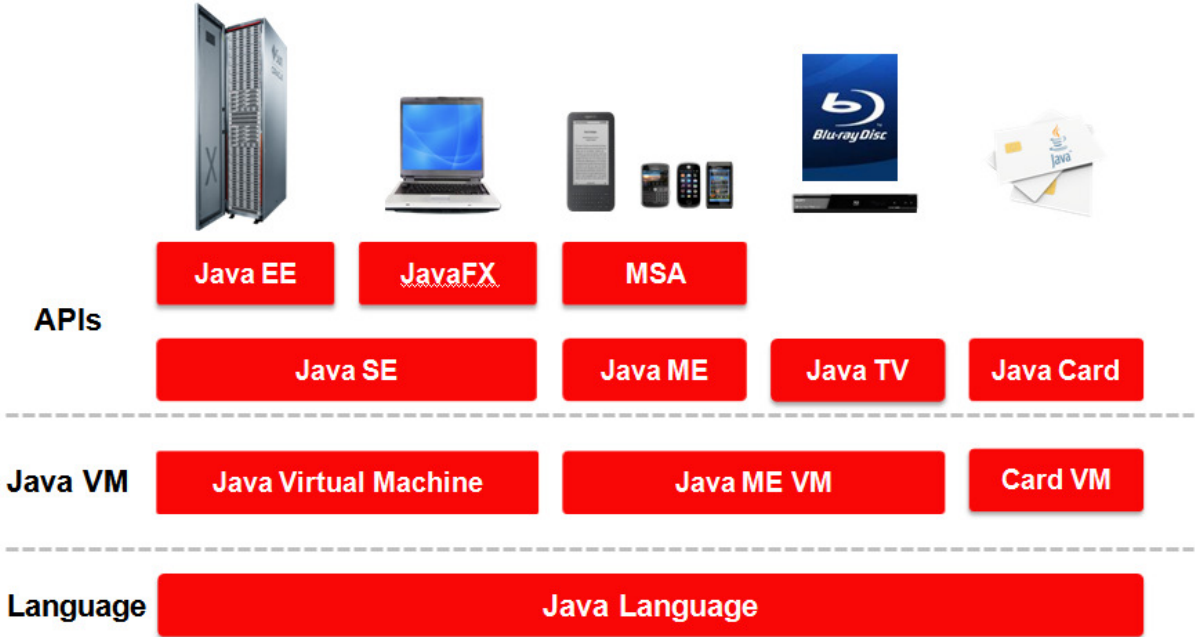 Blu-ray Disc
Java
Java EE
JavaFX
MSA
APIs
Java SE
Java ME
Java TV
Java Card
Java VM
Java Virtual Machine
Java ME VM
Card VM
Language
Java Language